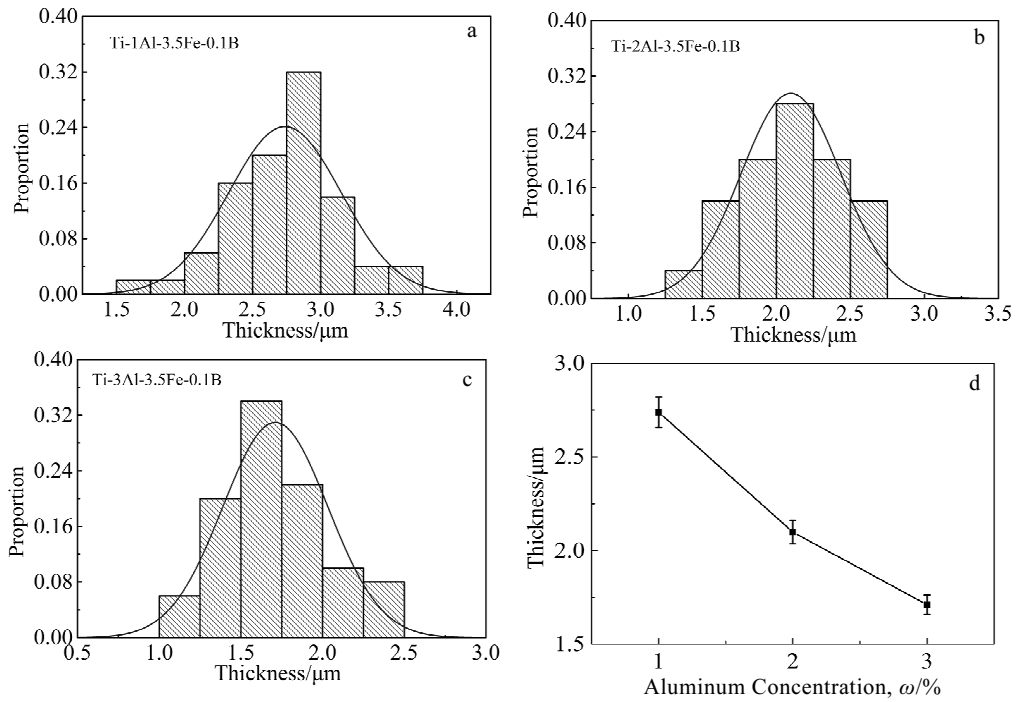 0.40
a
Ti-1Al-3.5Fe-0.1B
0.32
0.24
0.16
0.08
0.00
Proportion
1.5 2.0 2.5 3.0 3.5 4.0
Thickness/μm
0.40
b
Ti-2Al-3.5Fe-0.1B
0.32
0.24
0.16
0.08
0.00
Proportion
1.0 1.5 2.0 2.5 3.0 3.5
Thickness/μm
0.40
Ti-3Al-3.5Fe-0.1B
c
0.32
0.24
0.16
0.08
0.00
Proportion
0.5 1.0 1.5 2.0 2.5 3.0
Thickness/μm
3.0
d
2.5
2.0
1.5
Thickness/μm
1 2 3
Aluminum Concentration, ω/%